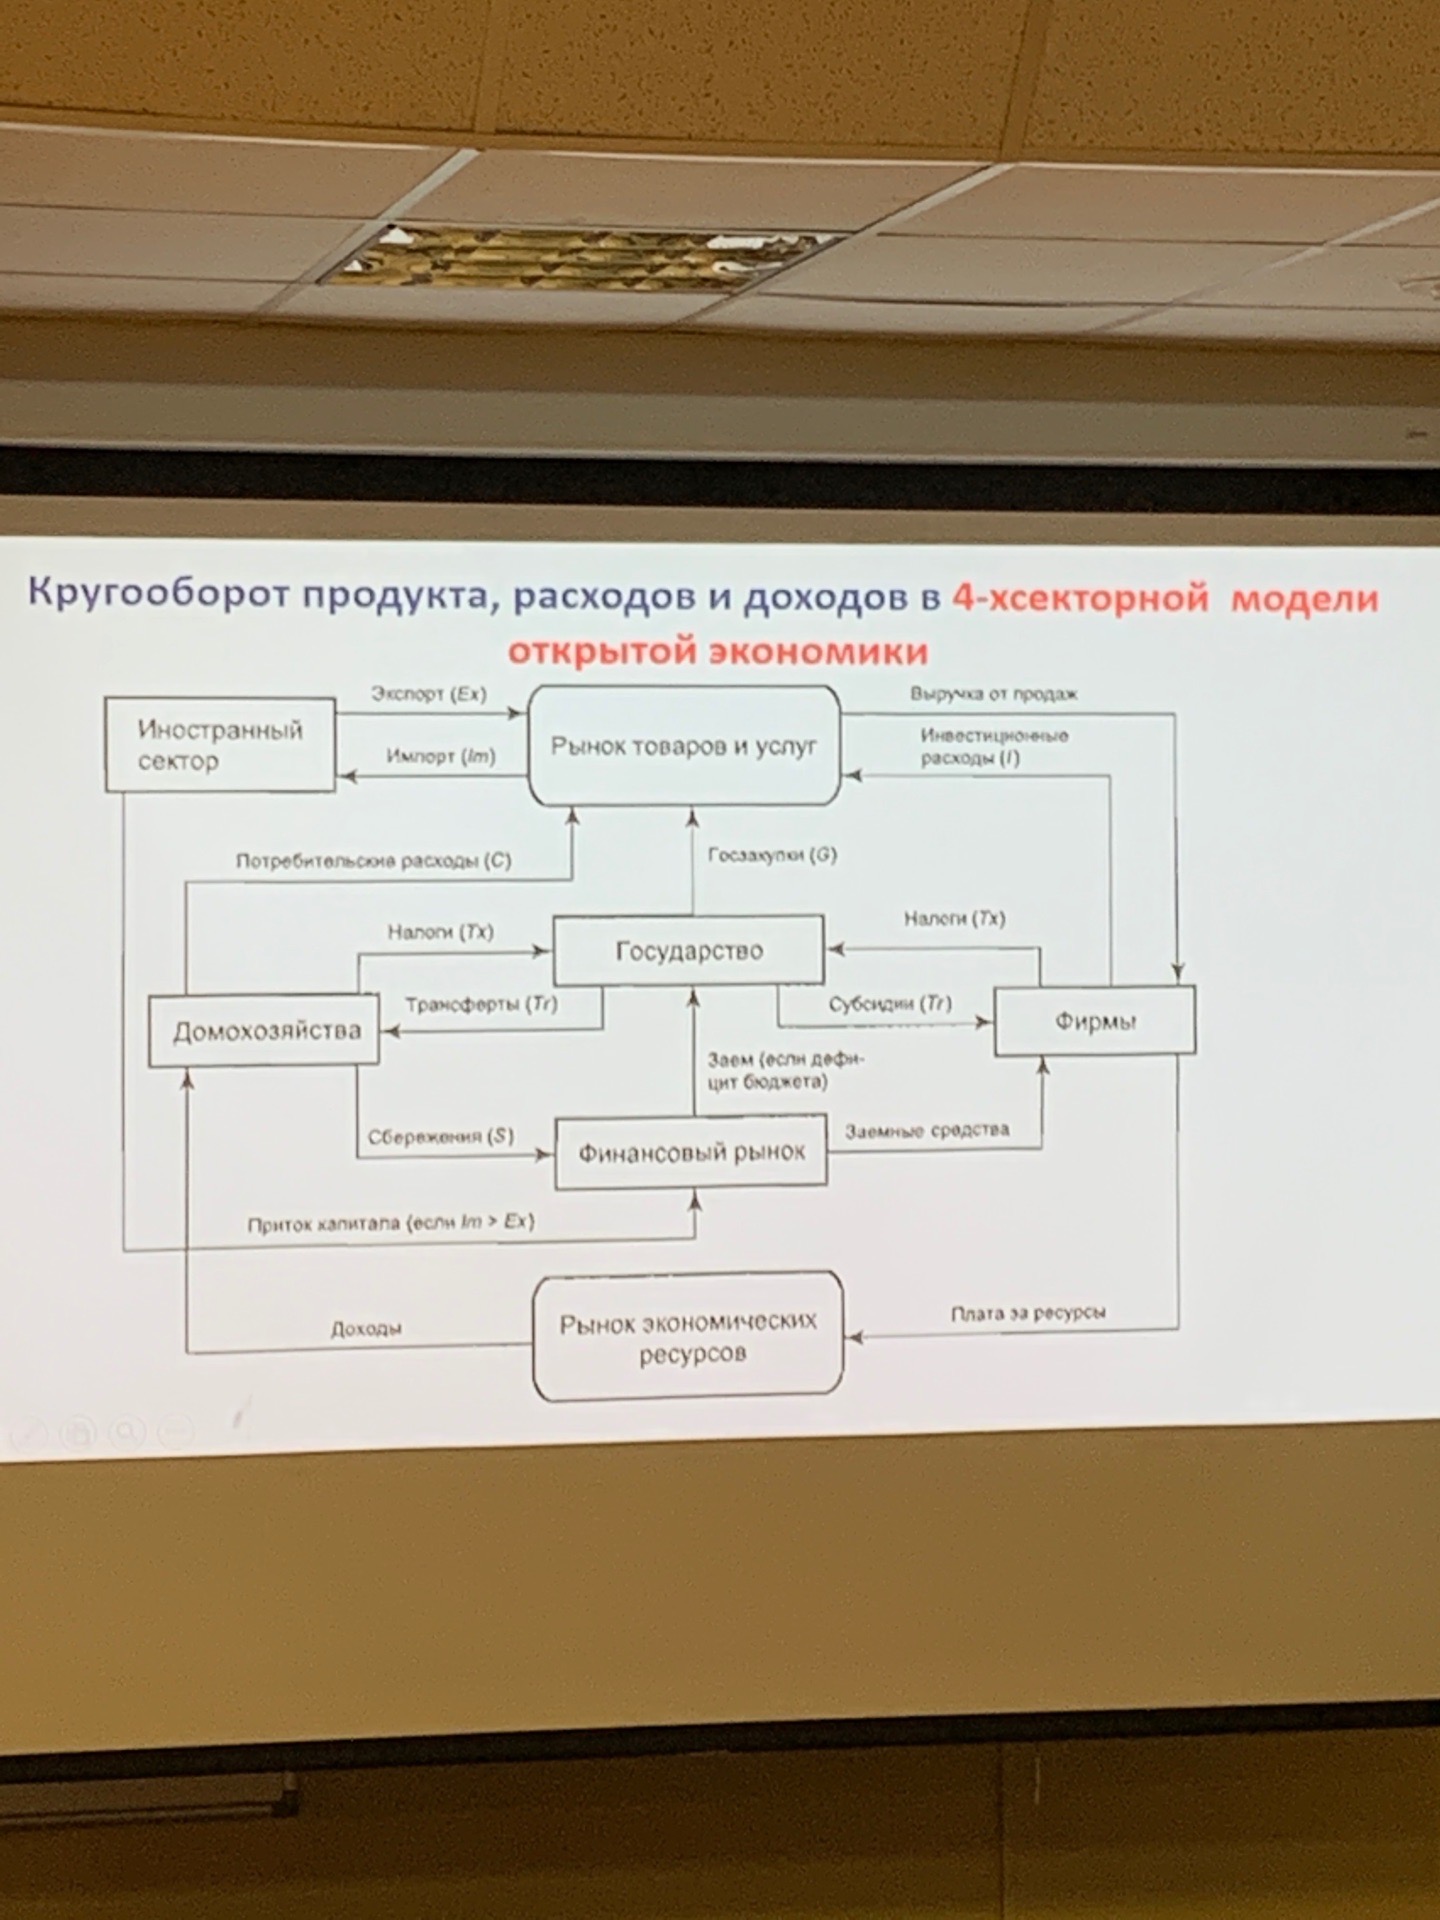 Кругооборот продукта, расходов и доходов в 4-хсекторной модели
открытой экономики
Экспорт (Ex)
Выручка от продаж
Иностранный
сектор
Рынок товаров и услуг
Импорт (Im)
Инвестиционные
расходы (I)
Потребительские расходы (C)
Госзакупки (G)
Налоги (Tx)
Государство
Налоги (Tx)
Домохозяйства
Трансферты (Tr)
Субсидии (Tr)
Фирмы
Заем (если дефи-
цит бюджета)
Сбережения (S)
Финансовый рынок
Заемные средства
Приток капитала (если Im > Ex)
Доходы
Рынок экономических
ресурсов
Плата за ресурсы